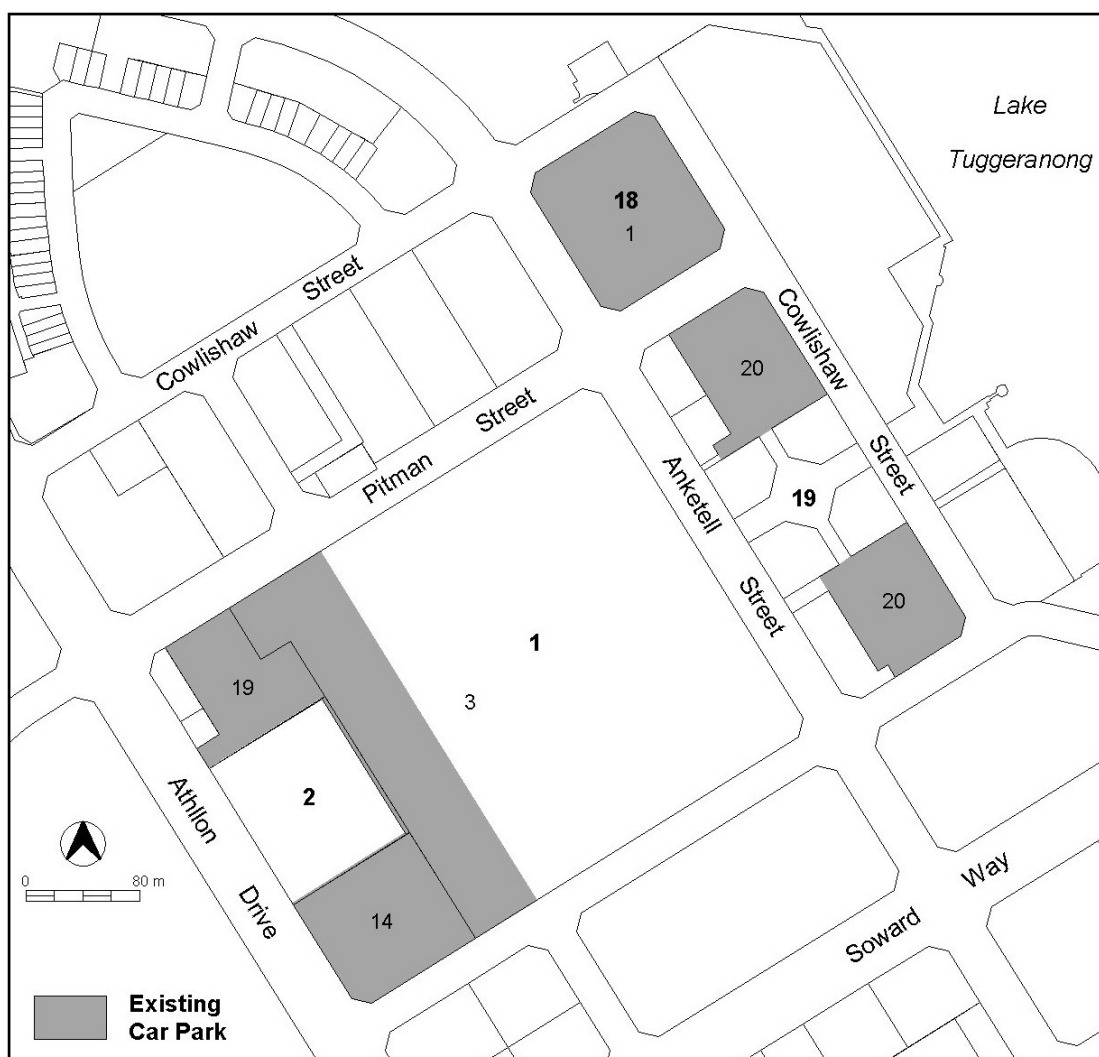 Lake
Tuggeranong
18
1
Cowlishaw
Street
Cowlishaw
Street
20
Pitman
Street
Anketell
Street
19
20
1
3
19
2
14
Athllon
Drive
Soward
Way
0
80 m
Existing
Car Park